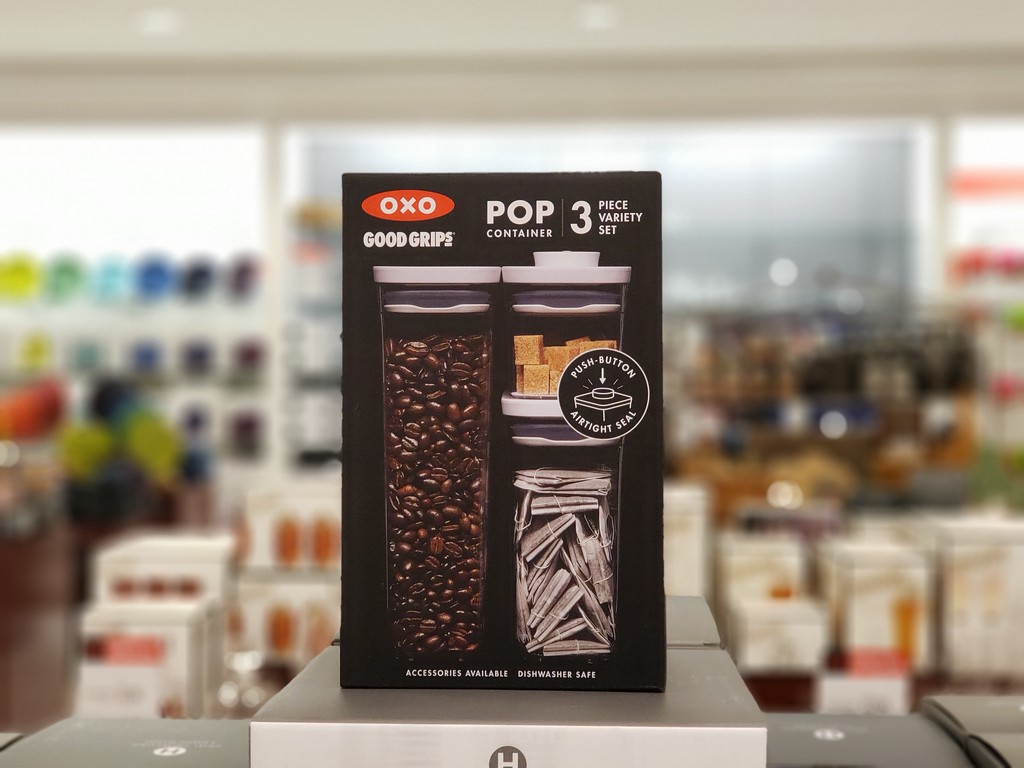 OXO
GOOD GRIPS
POP
CONTAINER
3
PIECE
VARIETY
SET
PUSH-BUTTON
AIRTIGHT SEAL
ACCESSORIES AVAILABLE DISHWASHER SAFE
H